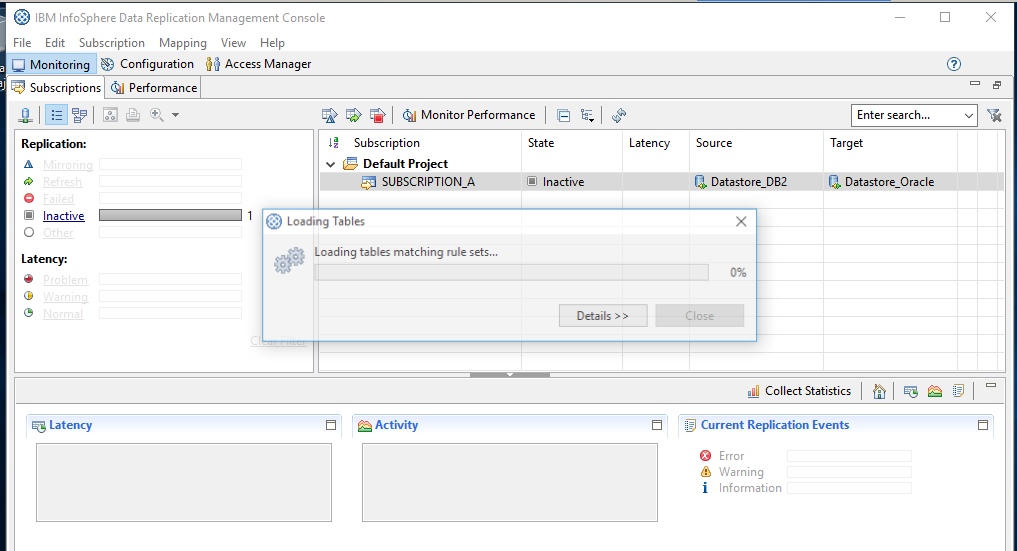 IBM InfoSphere Data Replication Management Console
File Edit Subscription Mapping View Help
Monitoring Configuration Access Manager
Subscriptions Performance
Monitor Performance Enter search...
Replication:
Mirroring
Refresh
Failed
Inactive 1
Other
Latency:
Problem
Warning
Normal
Clear Filter
Subscription State Latency Source Target
Default Project
SUBSCRIPTION_A Inactive Datastore_DB2 Datastore_Oracle
Loading Tables
Loading tables matching rule sets...
0%
Details >> Close
Collect Statistics
Latency
Activity
Current Replication Events
Error
Warning
Information